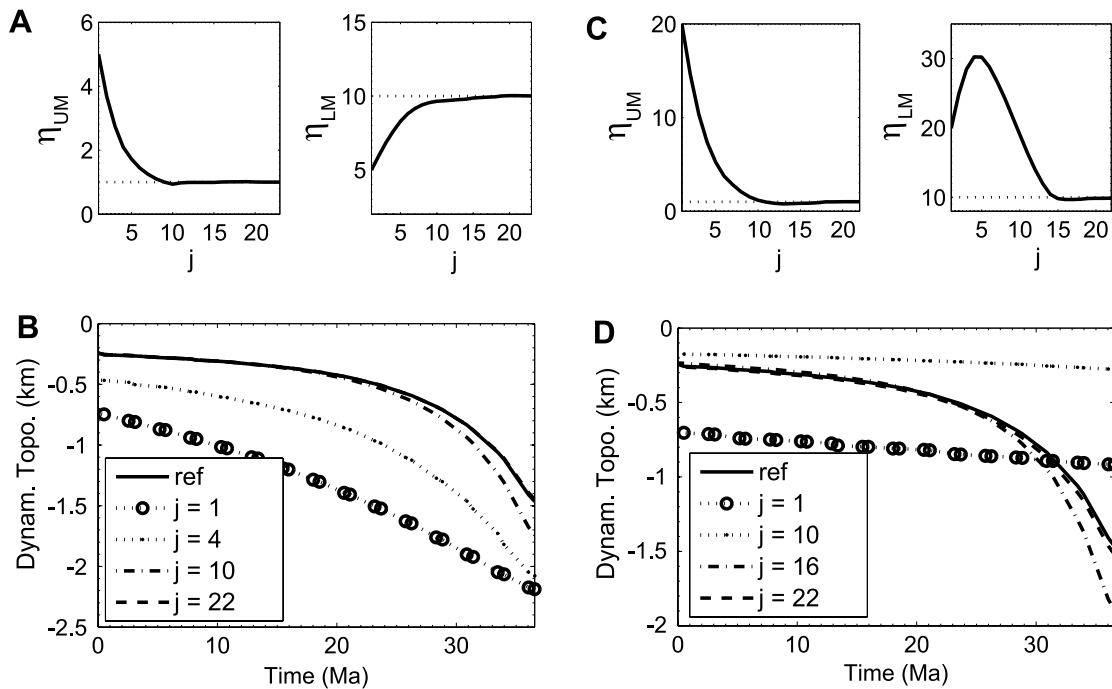 A
6
4
2
0
η_UM
5 10 15 20
j
15
10
5
η_LM
5 10 15 20
j
C
20
10
0
η_UM
5 10 15 20
j
30
20
10
η_LM
5 10 15 20
j
B
0
-0.5
-1
-1.5
-2
-2.5
Dynam. Topo. (km)
ref
j = 1
j = 4
j = 10
j = 22
0 10 20 30
Time (Ma)
D
0
-0.5
-1
-1.5
-2
Dynam. Topo. (km)
ref
j = 1
j = 10
j = 16
j = 22
0 10 20 30
Time (Ma)